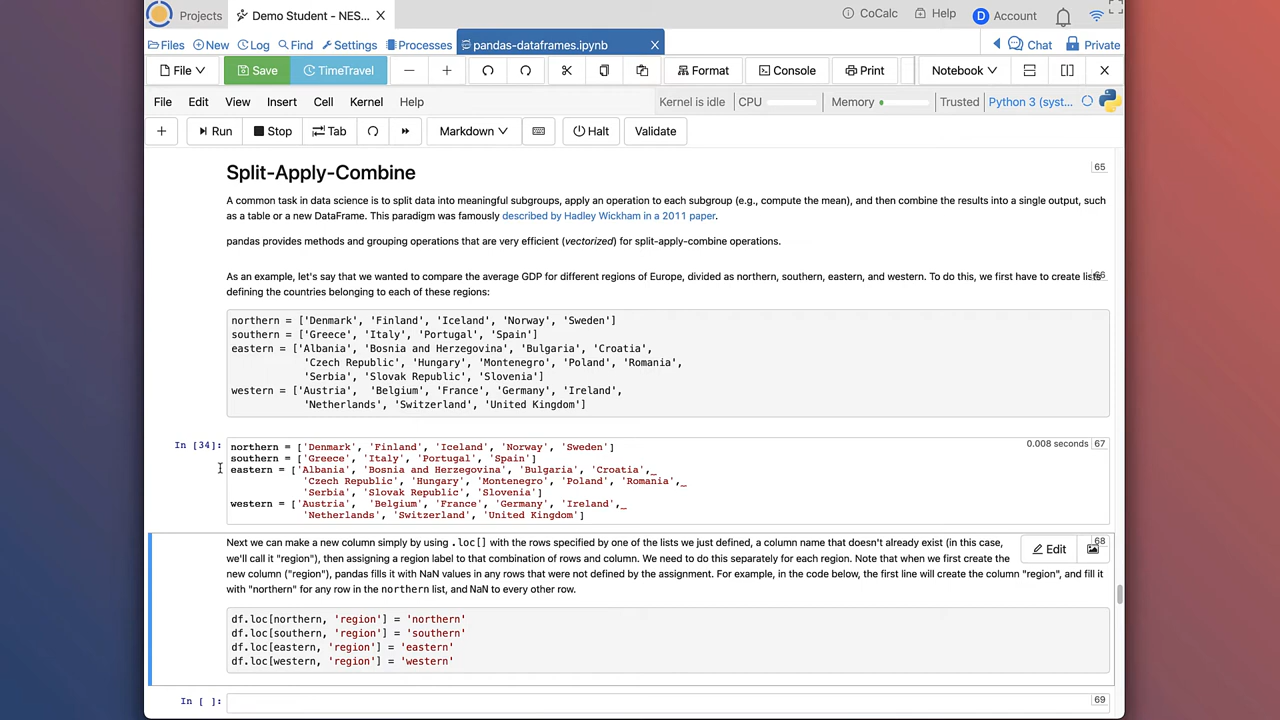 Projects
Demo Student - NES...
CoCalc
Help
Account
Files
New
Log
Find
Settings
Processes
pandas-dataframes.ipynb
Chat
Private
File
Save
TimeTravel
Format
Console
Print
Notebook
File Edit View Insert Cell Kernel Help
Kernel is idle
CPU
Memory
Trusted
Python 3 (syst...
Run
Stop
Tab
Markdown
Halt
Validate
Split-Apply-Combine
65
A common task in data science is to split data into meaningful subgroups, apply an operation to each subgroup (e.g., compute the mean), and then combine the results into a single output, such
as a table or a new DataFrame. This paradigm was famously described by Hadley Wickham in a 2011 paper.
pandas provides methods and grouping operations that are very efficient (vectorized) for split-apply-combine operations.
66
As an example, let's say that we wanted to compare the average GDP for different regions of Europe, divided as northern, southern, eastern, and western. To do this, we first have to create lists
defining the countries belonging to each of these regions:
northern = ['Denmark', 'Finland', 'Iceland', 'Norway', 'Sweden']
southern = ['Greece', 'Italy', 'Portugal', 'Spain']
eastern = ['Albania', 'Bosnia and Herzegovina', 'Bulgaria', 'Croatia',
'Czech Republic', 'Hungary', 'Montenegro', 'Poland', 'Romania',
'Serbia', 'Slovak Republic', 'Slovenia']
western = ['Austria', 'Belgium', 'France', 'Germany', 'Ireland',
'Netherlands', 'Switzerland', 'United Kingdom']
In [34]:
0.008 seconds 67
northern = ['Denmark', 'Finland', 'Iceland', 'Norway', 'Sweden']
southern = ['Greece', 'Italy', 'Portugal', 'Spain']
eastern = ['Albania', 'Bosnia and Herzegovina', 'Bulgaria', 'Croatia',
'Czech Republic', 'Hungary', 'Montenegro', 'Poland', 'Romania',
'Serbia', 'Slovak Republic', 'Slovenia']
western = ['Austria', 'Belgium', 'France', 'Germany', 'Ireland',
'Netherlands', 'Switzerland', 'United Kingdom']
68
Edit
Next we can make a new column simply by using .loc[] with the rows specified by one of the lists we just defined, a column name that doesn't already exist (in this case,
we'll call it "region"), then assigning a region label to that combination of rows and column. We need to do this separately for each region. Note that when we first create the
new column ("region"), pandas fills it with NaN values in any rows that were not defined by the assignment. For example, in the code below, the first line will create the column "region", and fill it
with "northern" for any row in the northern list, and NaN to every other row.
df.loc[northern, 'region'] = 'northern'
df.loc[southern, 'region'] = 'southern'
df.loc[eastern, 'region'] = 'eastern'
df.loc[western, 'region'] = 'western'
In [ ]:
69